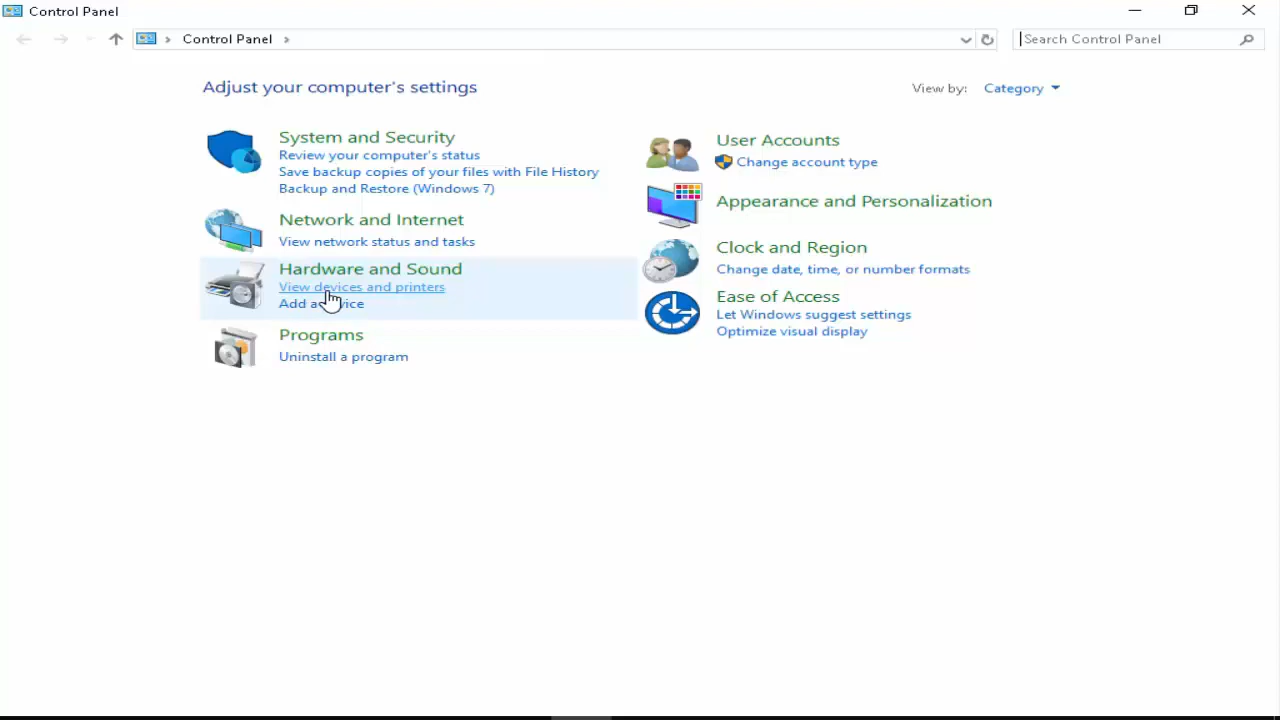 Control Panel
Control Panel
Search Control Panel
Adjust your computer's settings
View by: Category
System and Security
Review your computer's status
Save backup copies of your files with File History
Backup and Restore (Windows 7)
Network and Internet
View network status and tasks
Hardware and Sound
View devices and printers
Add a device
Programs
Uninstall a program
User Accounts
Change account type
Appearance and Personalization
Clock and Region
Change date, time, or number formats
Ease of Access
Let Windows suggest settings
Optimize visual display